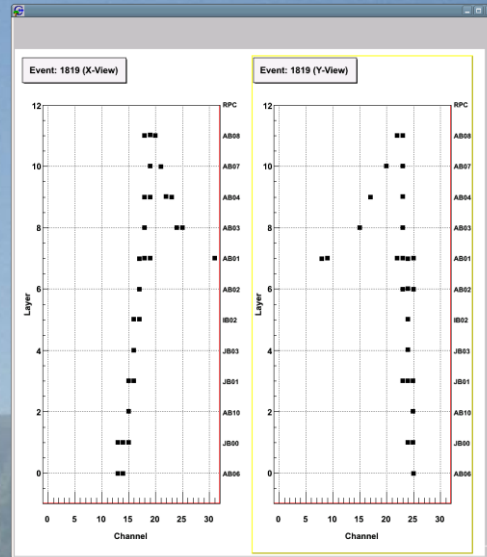 Event: 1819 (X-View)
12
RPC
AB08
10
AB07
AB04
8
AB03
AB01
Layer
6
AB02
IB02
4
JB03
JB01
2
AB10
JB00
0
AB06
0 5 10 15 20 25 30
Channel
Event: 1819 (Y-View)
12
RPC
AB08
10
AB07
AB04
8
AB03
AB01
Layer
6
AB02
IB02
4
JB03
JB01
2
AB10
JB00
0
AB06
0 5 10 15 20 25 30
Channel